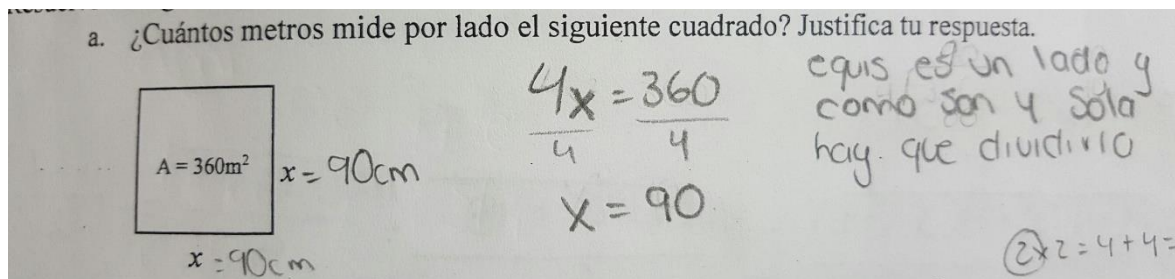 a. ¿Cuántos metros mide por lado el siguiente cuadrado? Justifica tu respuesta.
A = 360m²
x = 90cm
x = 90cm
4x = 360
4 4
x = 90
equis es un lado y
como son 4 sola
hay que dividirlo
2x2=4+4=